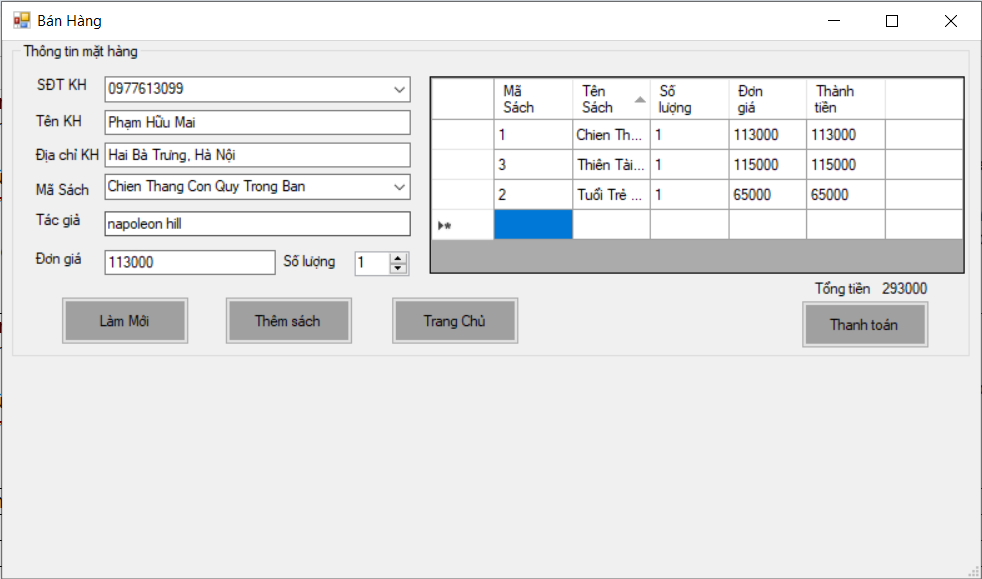 Bán Hàng
Thông tin mặt hàng
SĐT KH 0977613099
Tên KH Phạm Hữu Mai
Địa chỉ KH Hai Bà Trưng, Hà Nội
Mã Sách Chien Thang Con Quy Trong Ban
Tác giả napoleon hill
Đơn giá 113000 Số lượng 1
Làm Mới Thêm sách Trang Chủ
Mã Sách Tên Sách Số lượng Đơn giá Thành tiền
1 Chien Th... 1 113000 113000
3 Thiên Tài... 1 115000 115000
2 Tuổi Trẻ ... 1 65000 65000
Tổng tiền 293000
Thanh toán